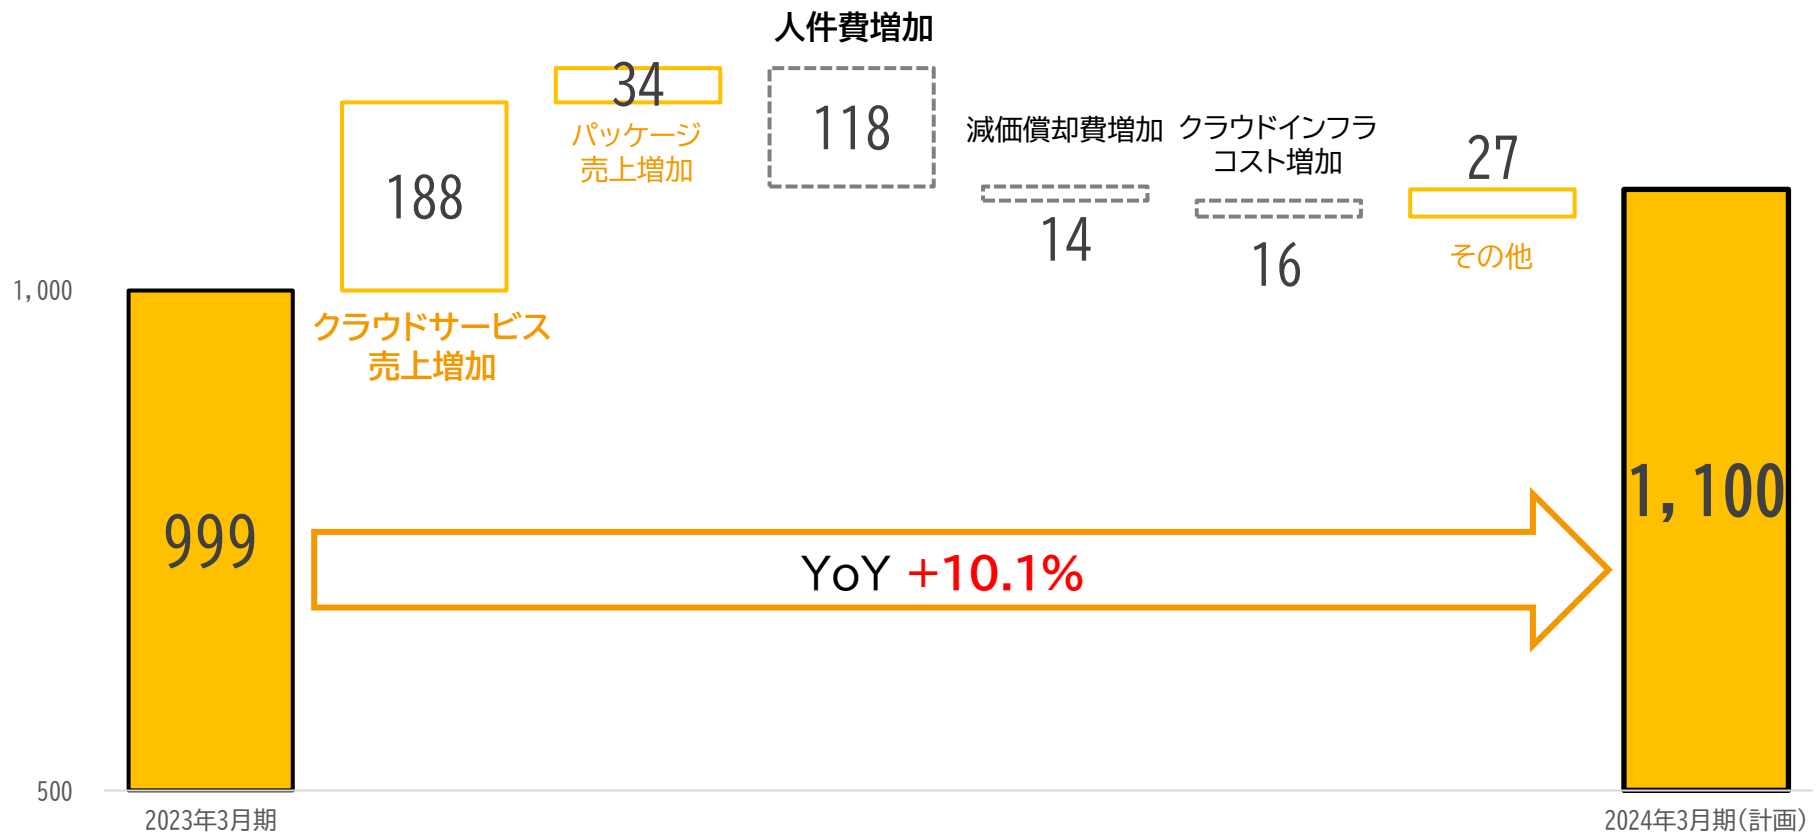 人件費増加
34
パッケージ
売上増加
118
減価償却費増加
クラウドインフラ
コスト増加
27
188
14
16
その他
1,000
クラウドサービス
売上増加
999
YoY +10.1%
1,100
500
2023年3月期
2024年3月期(計画)